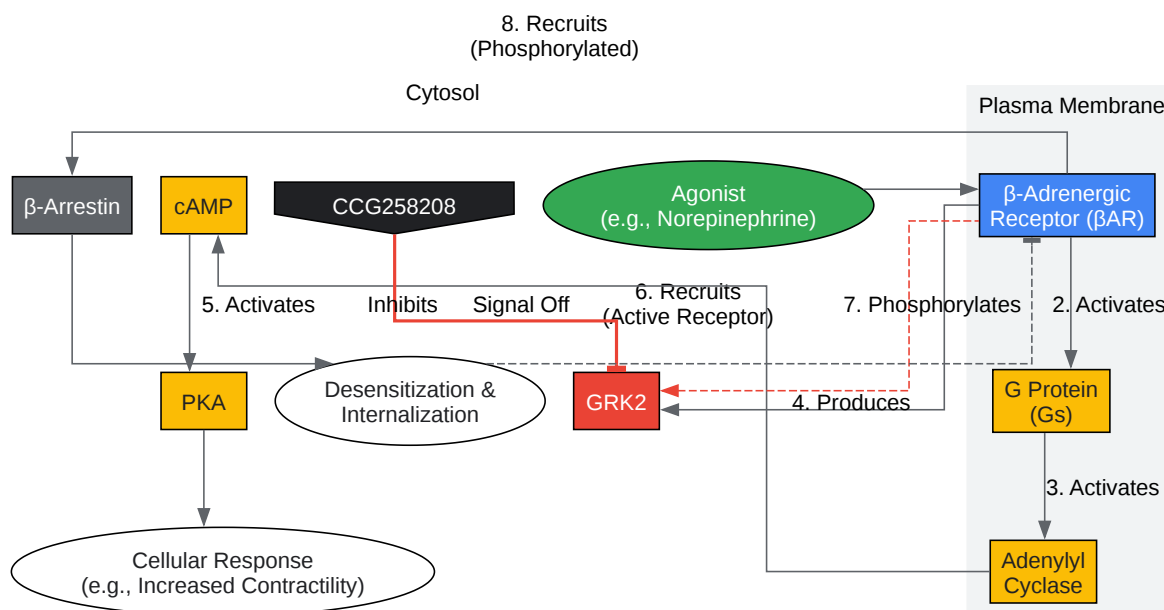 8. Recruits
(Phosphorylated)
Cytosol
Plasma Membrane
β-Arrestin
cAMP
CCG258208
Agonist
(e.g., Norepinephrine)
β-Adrenergic
Receptor (βAR)
5. Activates
Inhibits
Signal Off
6. Recruits
(Active Receptor)
7. Phosphorylates
2. Activates
PKA
Desensitization &
Internalization
GRK2
4. Produces
G Protein
(Gs)
3. Activates
Cellular Response
(e.g., Increased Contractility)
Adenylyl
Cyclase